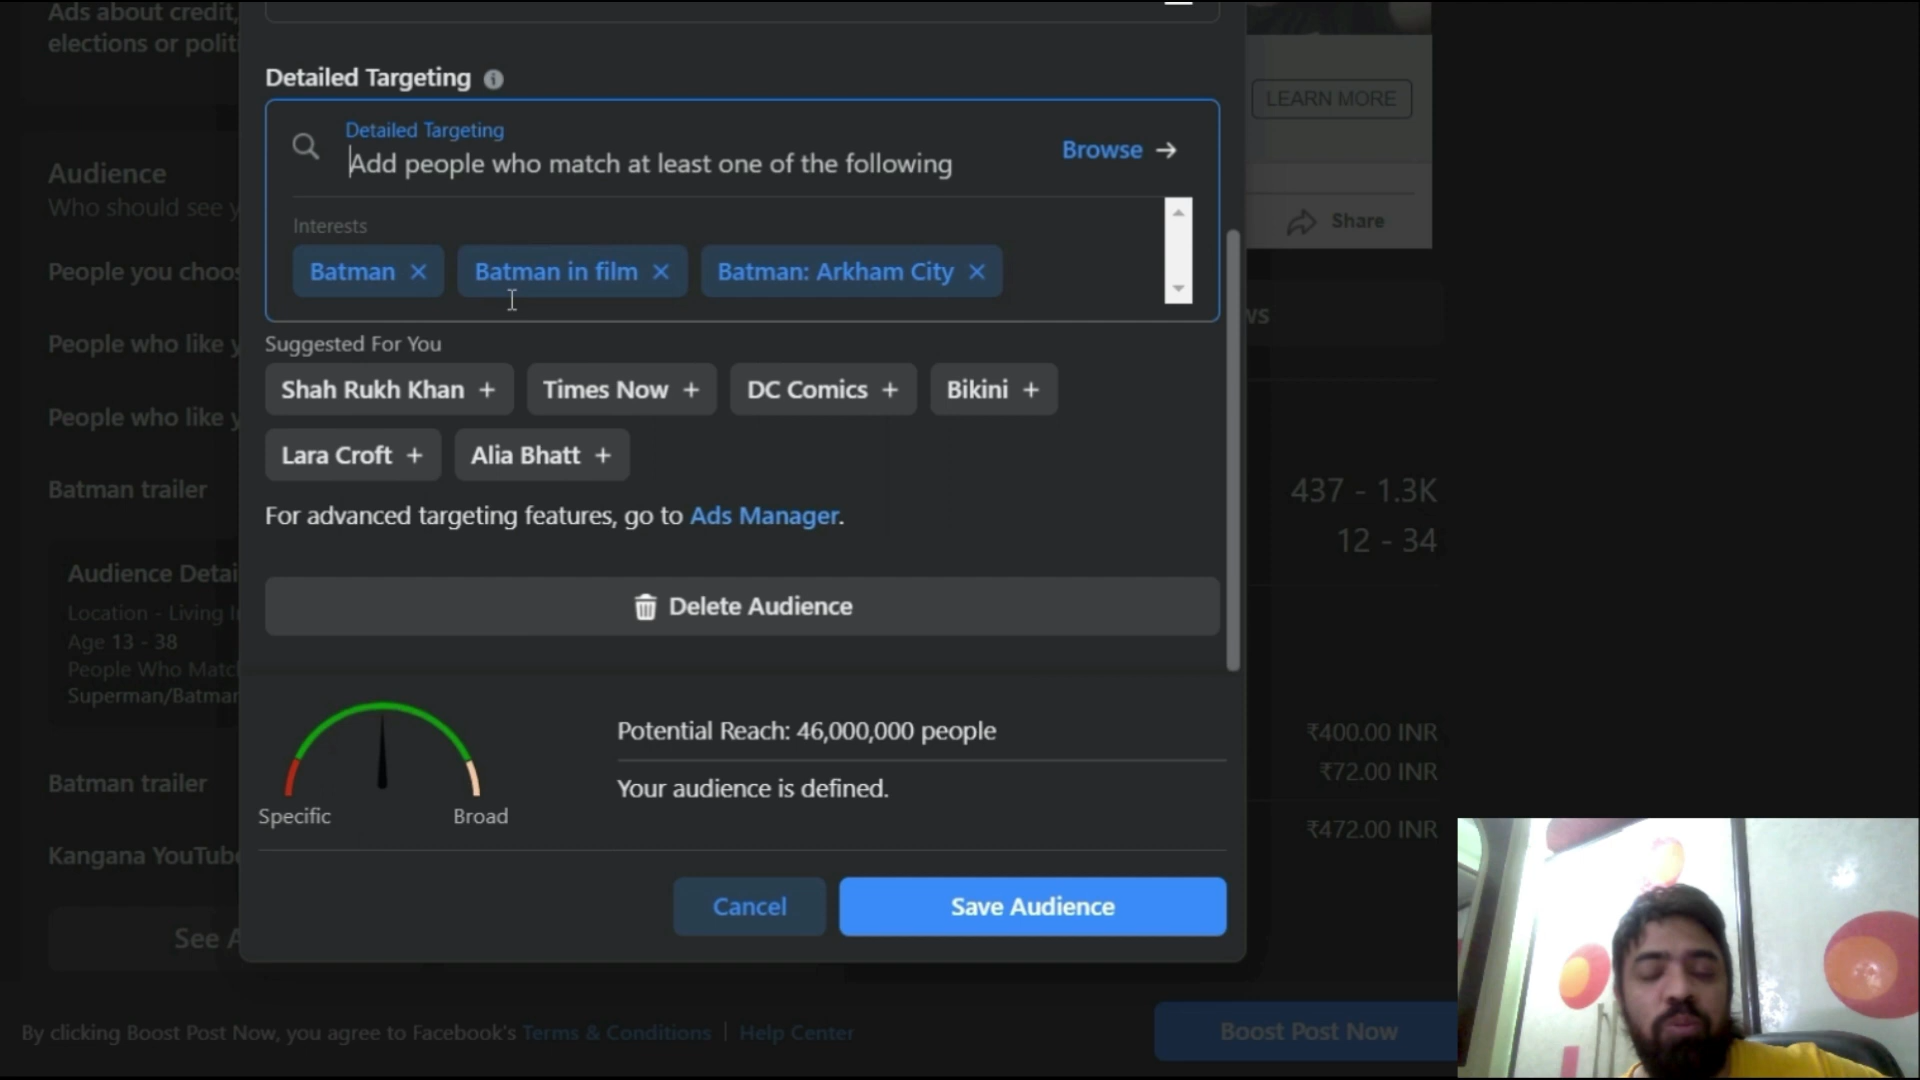 Ads about credit,
elections or politi
Detailed Targeting
LEARN MORE
Detailed Targeting
Add people who match at least one of the following
Browse
Audience
Who should see y
Interests
Share
People you choos
Batman
Batman in film
Batman: Arkham City
ws
People who like y
Suggested For You
Shah Rukh Khan +
Times Now +
DC Comics +
Bikini +
People who like y
Lara Croft +
Alia Bhatt +
Batman trailer
437 - 1.3K
For advanced targeting features, go to Ads Manager.
12 - 34
Audience Detai
Location - Living I
Age 13 - 38
People Who Matc
Superman/Batman
Delete Audience
Potential Reach: 46,000,000 people
₹400.00 INR
₹72.00 INR
Batman trailer
Your audience is defined.
Specific
Broad
₹472.00 INR
Kangana YouTube
Cancel
Save Audience
See A
By clicking Boost Post Now, you agree to Facebook's Terms & Conditions | Help Center
Boost Post Now